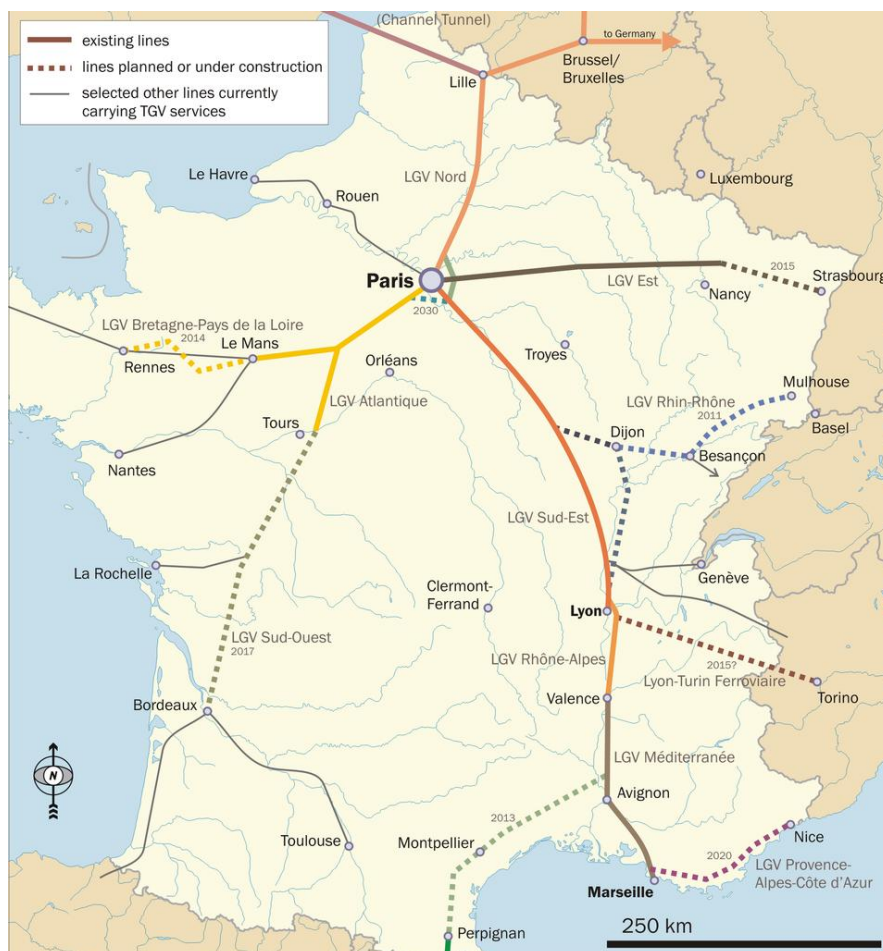 (Channel Tunnel)
existing lines
lines planned or under construction
selected other lines currently
carrying TGV services
to Germany
Brussel/
Bruxelles
Lille
Le Havre
Rouen
LGV Nord
Luxembourg
Paris
2015
Strasbourg
LGV Est
Nancy
2030
LGV Bretagne-Pays de la Loire
2014
Le Mans
Rennes
Orléans
Troyes
LGV Atlantique
Tours
Nantes
LGV Rhin-Rhône
2011
Mulhouse
Dijon
Basel
Besançon
LGV Sud-Est
La Rochelle
Clermont-
Ferrand
Genève
Lyon
LGV Sud-Ouest
2017
LGV Rhône-Alpes
2015?
Lyon-Turin Ferroviaire
Torino
Valence
Bordeaux
LGV Méditerranée
N
Avignon
2013
Toulouse
Montpellier
Nice
2020
LGV Provence-
Alpes-Côte d'Azur
Marseille
Perpignan
250 km